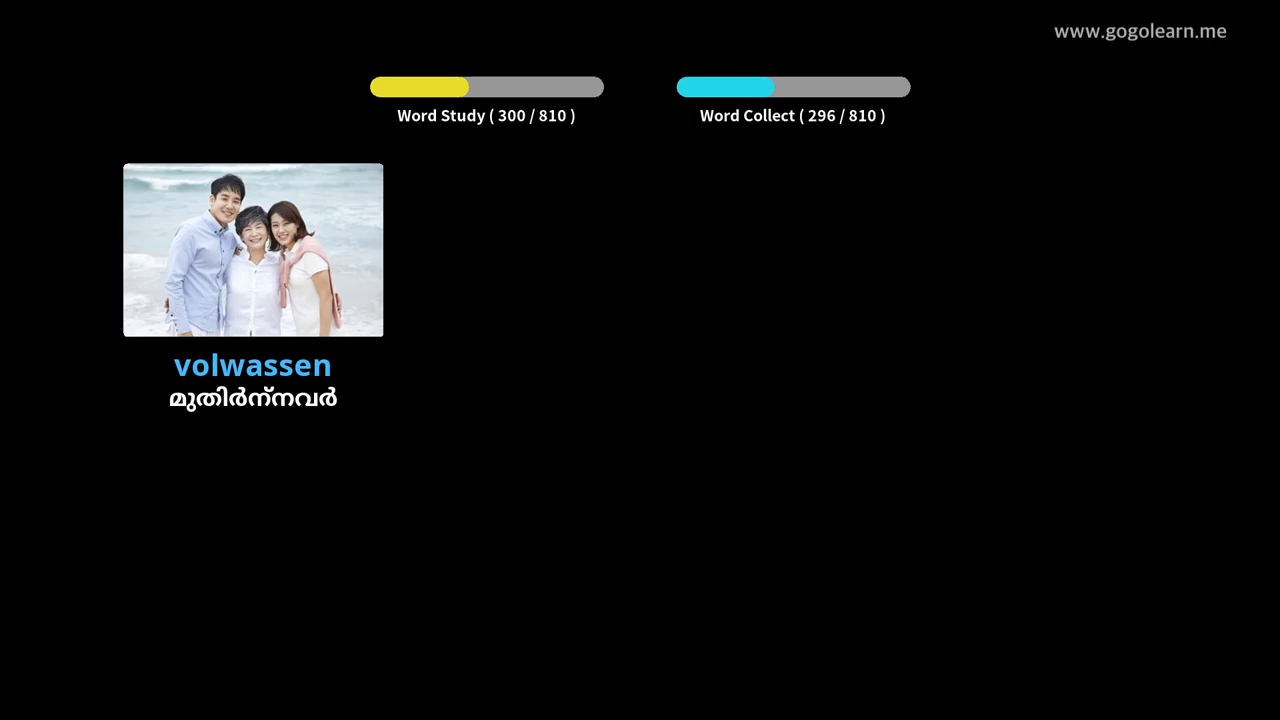 www.gogolearn.me
Word Study ( 300 / 810 )
Word Collect ( 296 / 810 )
volwassen
മുതിർന്നവർ